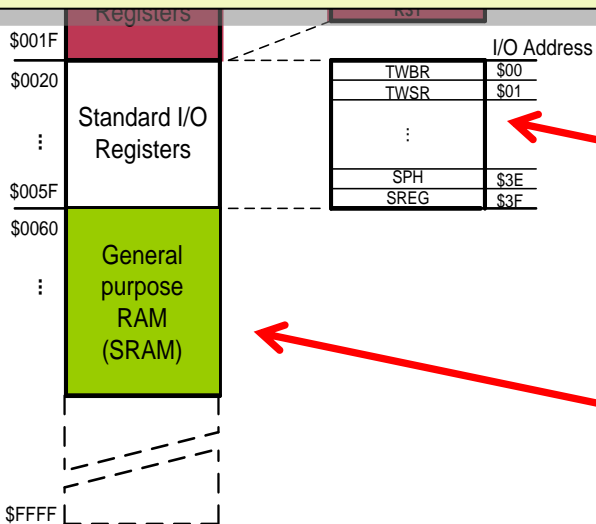 Registers
R31
$001F
I/O Address
$0020
TWBR $00
TWSR $01
Standard I/O
Registers
⋮
⋮
SPH $3E
$005F
SREG $3F
$0060
General
purpose
RAM
(SRAM)
⋮
$FFFF